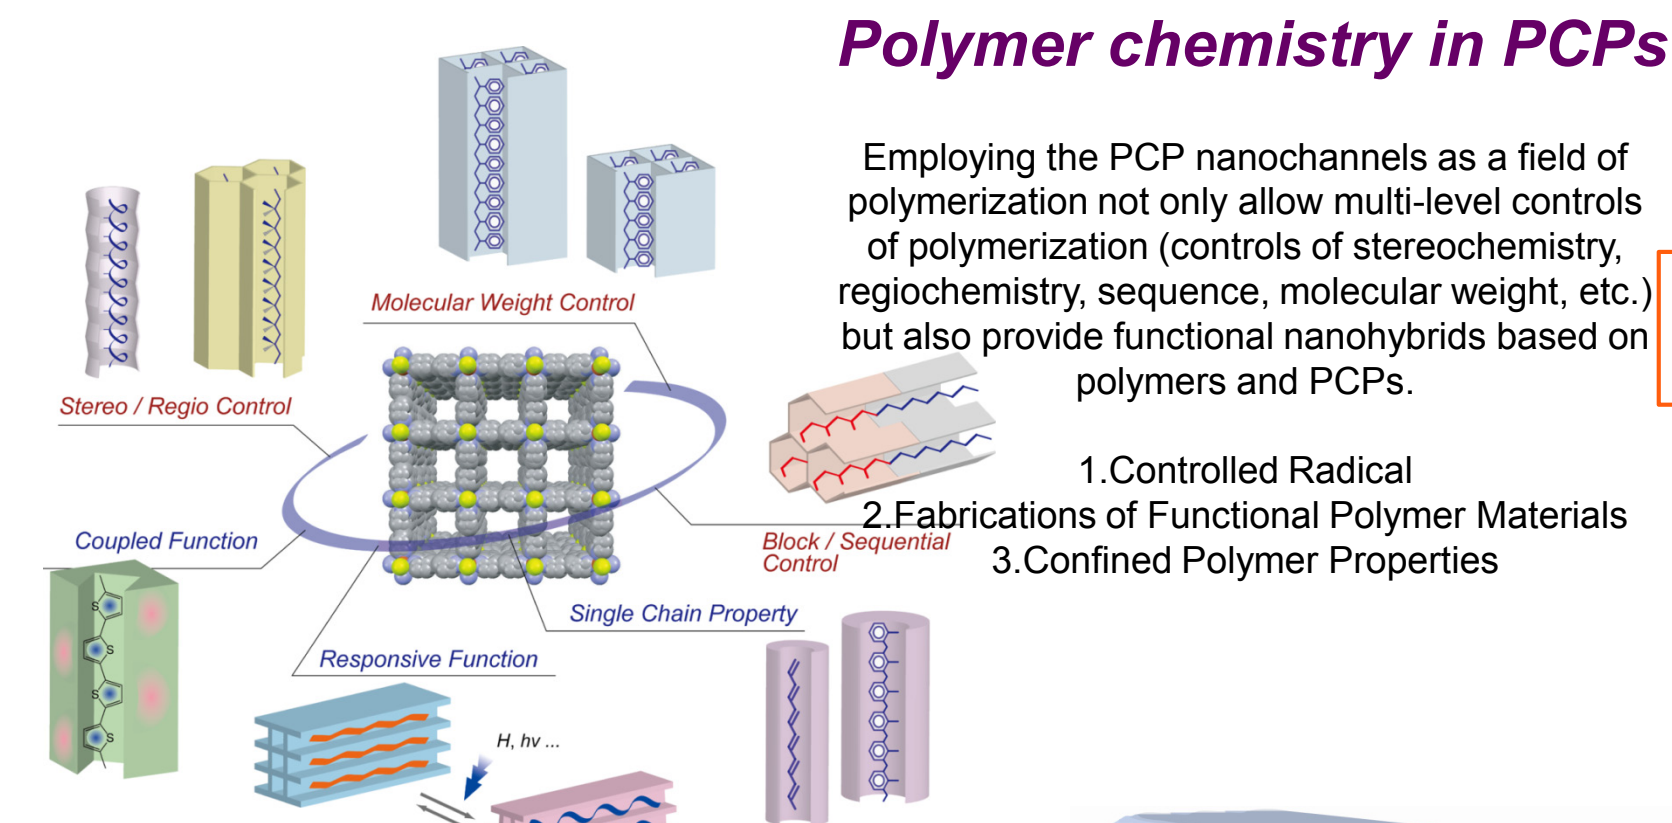 Polymer chemistry in PCPs
Employing the PCP nanochannels as a field of
polymerization not only allow multi-level controls
of polymerization (controls of stereochemistry,
regiochemistry, sequence, molecular weight, etc.)
but also provide functional nanohybrids based on
polymers and PCPs.
1.Controlled Radical
2.Fabrications of Functional Polymer Materials
3.Confined Polymer Properties
Molecular Weight Control
Stereo / Regio Control
Coupled Function
Block / Sequential
Control
Single Chain Property
Responsive Function
H, hν ...
S
S
S
S